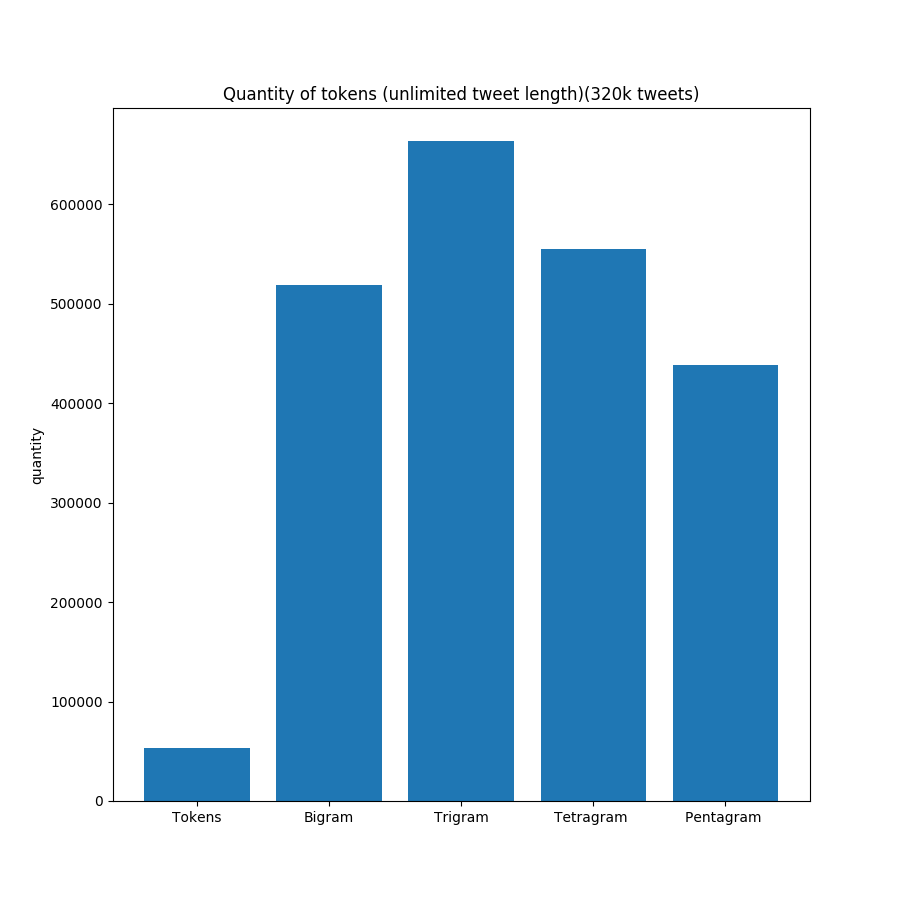 Quantity of tokens (unlimited tweet length)(320k tweets)
600000
500000
400000
300000
200000
100000
0
quantity
Tokens Bigram Trigram Tetragram Pentagram